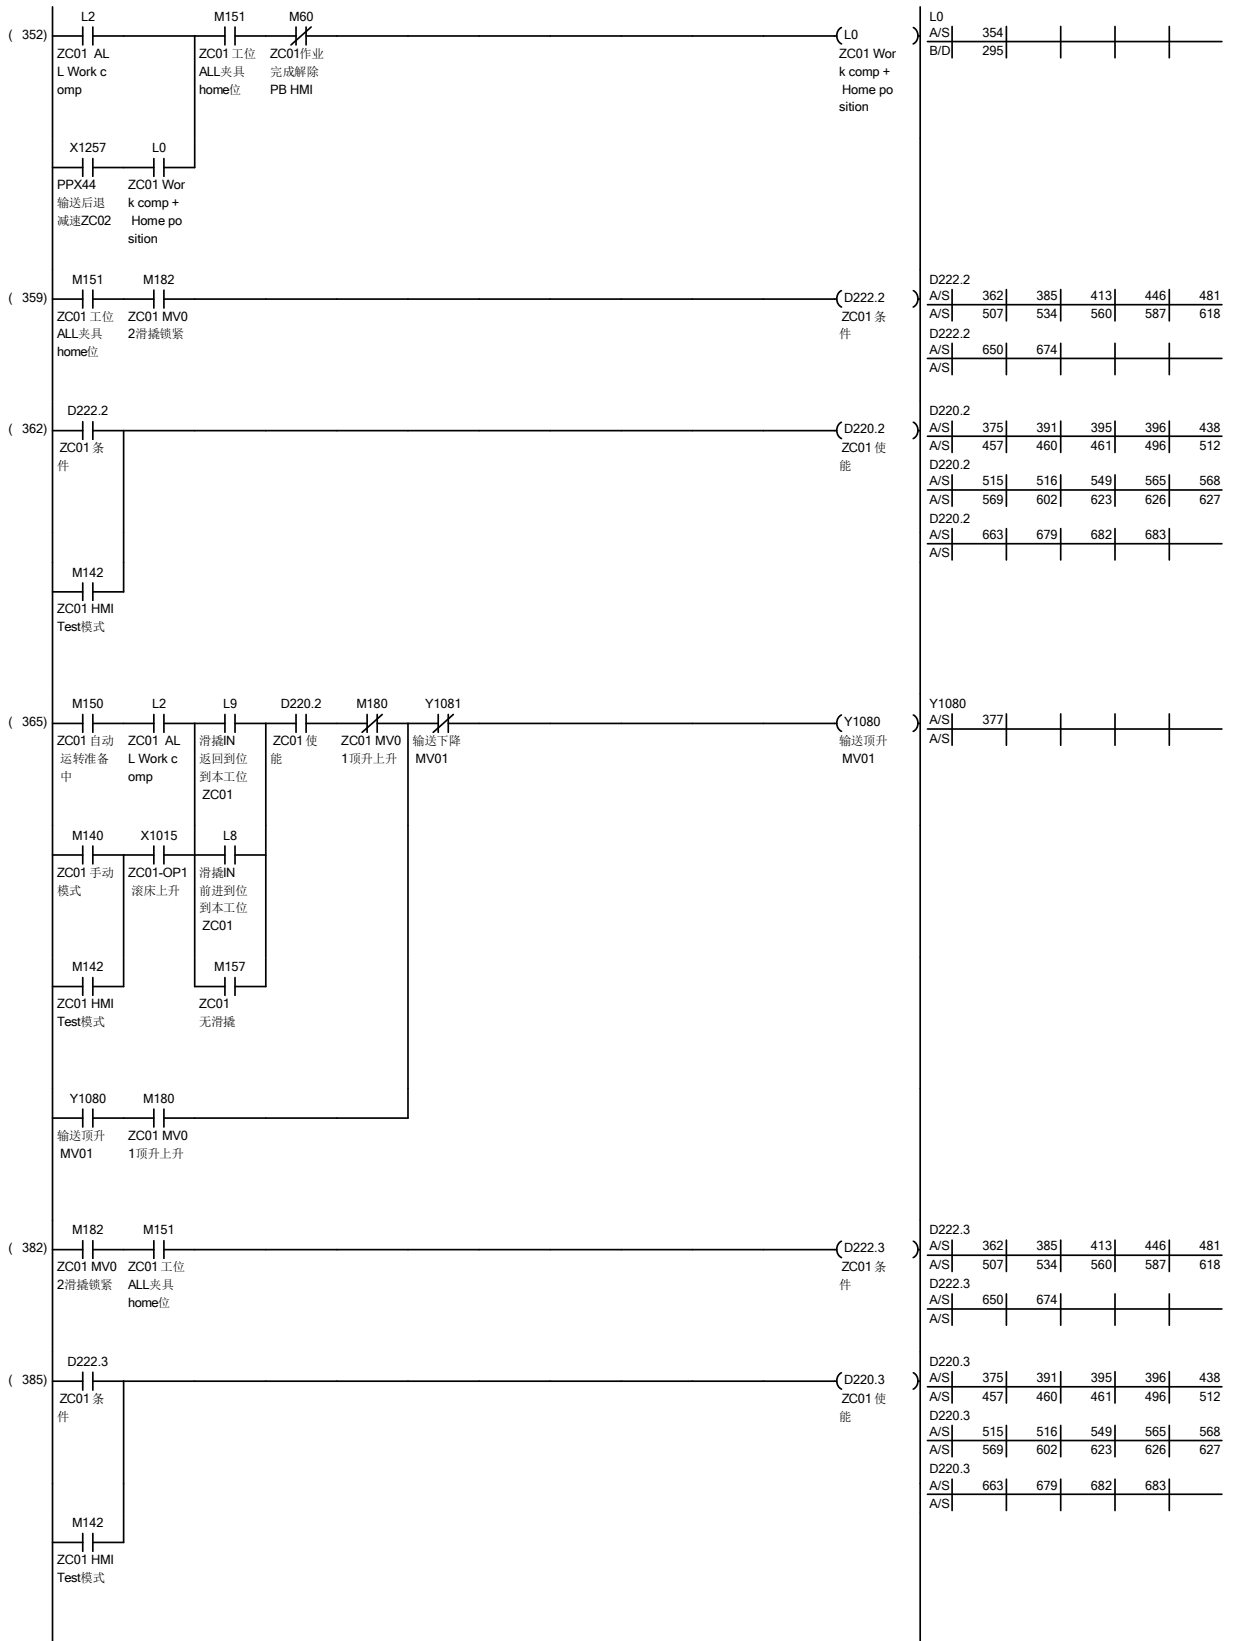 L2 M151 M60 L0
( 352) ( L0 ) A/S 354
ZC01 AL ZC01工位 ZC01作业 ZC01 Wor B/D 295
L Work c ALL夹具 完成解除 k comp +
omp home位 PB HMI Home po
sition
X1257 L0
PPX44 ZC01 Wor
输送后退 k comp +
减速ZC02 Home po
sition
M151 M182 D222.2
( 359) ( D222.2 ) A/S 362 385 413 446 481
ZC01 工位 ZC01 MV0 ZC01 条 A/S 507 534 560 587 618
ALL夹具 2滑撬锁紧 件 D222.2
home位 A/S 650 674
A/S
D222.2 D220.2
( 362) ( D220.2 ) A/S 375 391 395 396 438
ZC01 条 ZC01 使 A/S 457 460 461 496 512
件 能 D220.2
A/S 515 516 549 565 568
A/S 569 602 623 626 627
D220.2
A/S 663 679 682 683
A/S
M142
ZC01 HMI
Test模式
M150 L2 L9 D220.2 M180 Y1081 Y1080
( 365) ( Y1080 ) A/S 377
ZC01 自动 ZC01 AL 滑撬IN ZC01 使 ZC01 MV0 输送下降 输送顶升 A/S
运转准备 L Work c 返回到位 能 1顶升上升 MV01 MV01
中 omp 到本工位
ZC01
M140 X1015 L8
ZC01 手动 ZC01-OP1 滑撬IN
模式 滚床上升 前进到位
到本工位
ZC01
M142 M157
ZC01 HMI ZC01
Test模式 无滑撬
Y1080 M180
输送顶升 ZC01 MV0
MV01 1顶升上升
M182 M151 D222.3
( 382) ( D222.3 ) A/S 362 385 413 446 481
ZC01 MV0 ZC01 工位 ZC01 条 A/S 507 534 560 587 618
2滑撬锁紧 ALL夹具 件 D222.3
home位 A/S 650 674
A/S
D222.3 D220.3
( 385) ( D220.3 ) A/S 375 391 395 396 438
ZC01 条 ZC01 使 A/S 457 460 461 496 512
件 能 D220.3
A/S 515 516 549 565 568
A/S 569 602 623 626 627
D220.3
A/S 663 679 682 683
A/S
M142
ZC01 HMI
Test模式